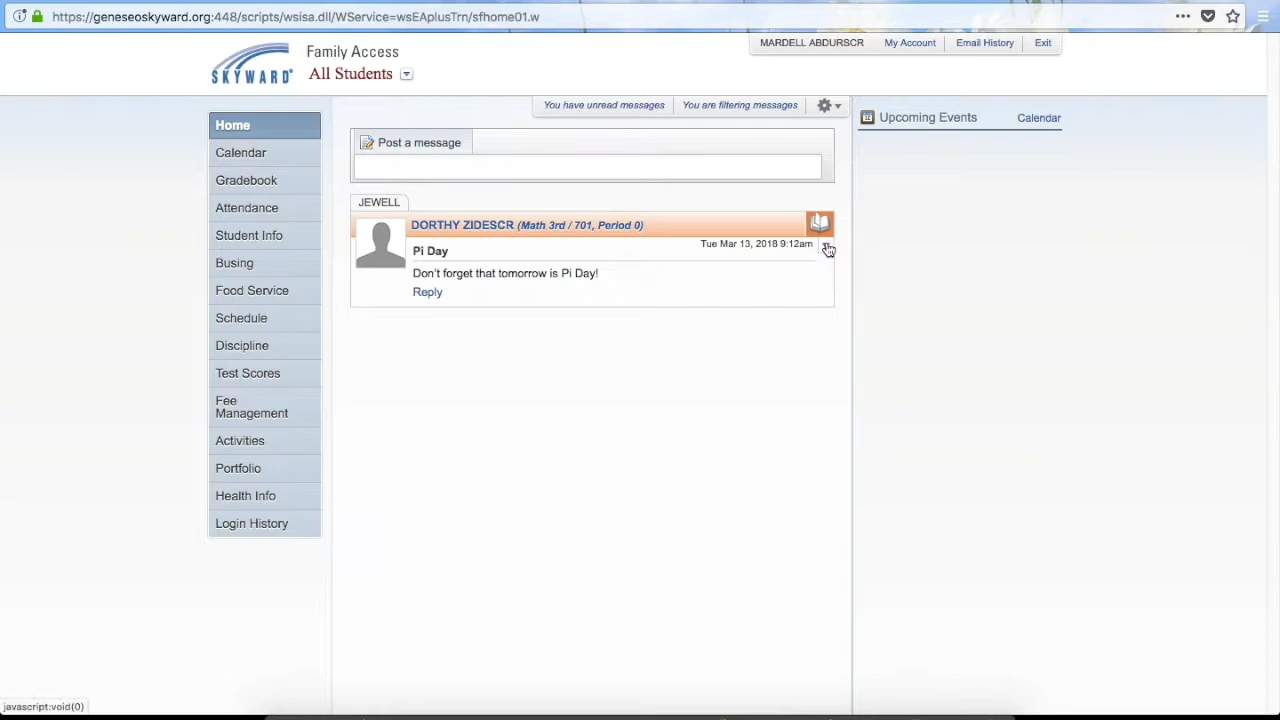 https://geneseoskyward.org:448/scripts/wsisa.dll/WService=wsEAplusTrn/sfhome01.w
SKYWARD
Family Access
All Students
MARDELL ABDURSCR
My Account
Email History
Exit
Home
Calendar
Gradebook
Attendance
Student Info
Busing
Food Service
Schedule
Discipline
Test Scores
Fee
Management
Activities
Portfolio
Health Info
Login History
You have unread messages
You are filtering messages
Post a message
JEWELL
DORTHY ZIDESCR (Math 3rd / 701, Period 0)
Tue Mar 13, 2018 9:12am
Pi Day
Don't forget that tomorrow is Pi Day!
Reply
Upcoming Events
Calendar
javascript:void(0)